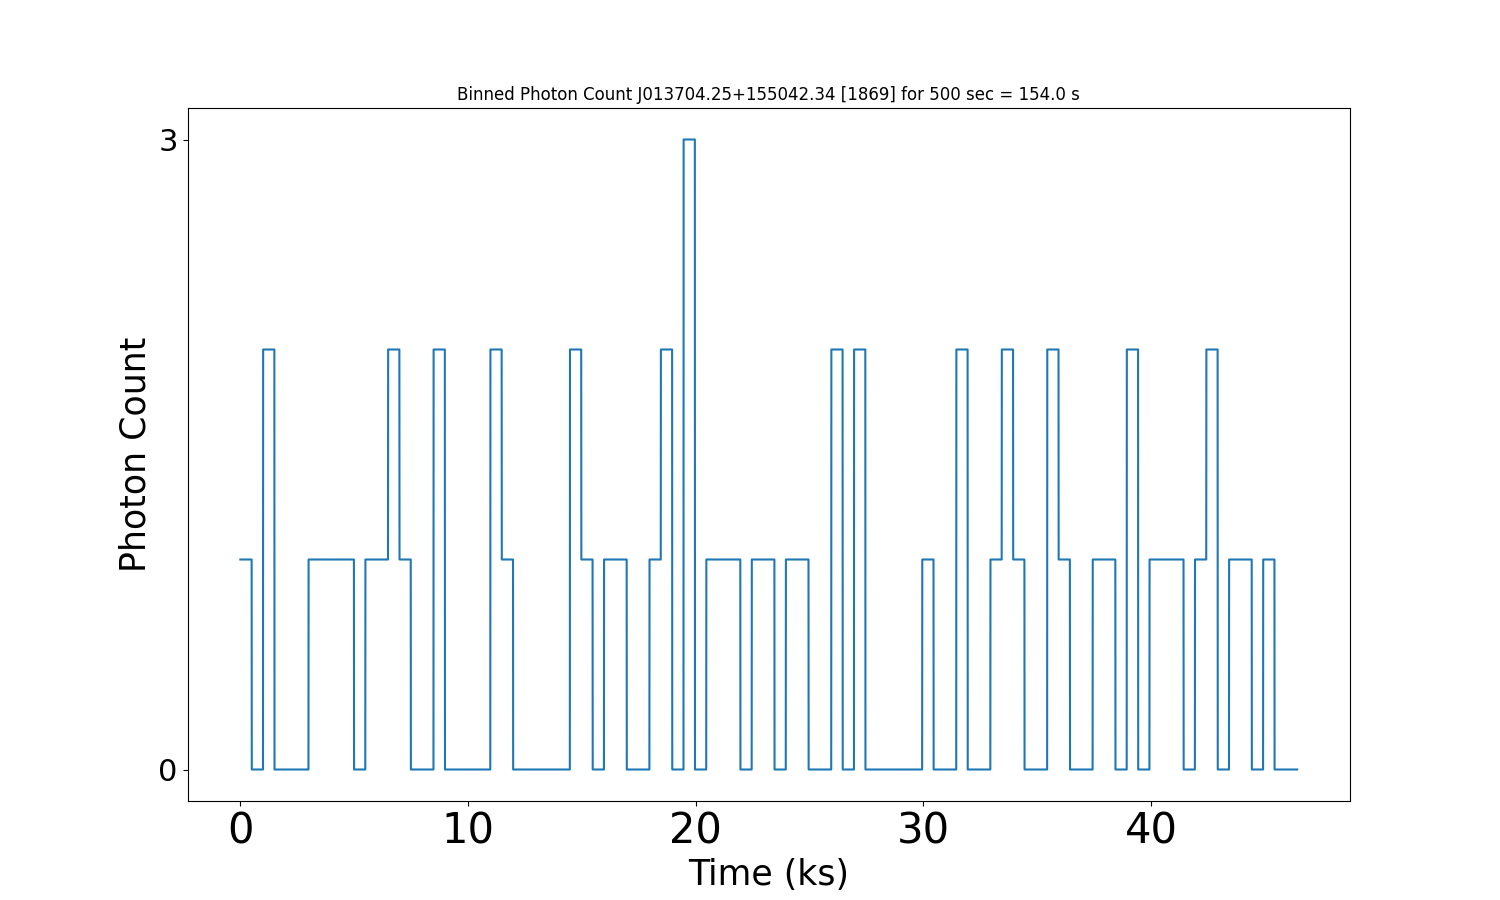 Binned Photon Count J013704.25+155042.34 [1869] for 500 sec = 154.0 s
3
Photon Count
0
0 10 20 30 40
Time (ks)